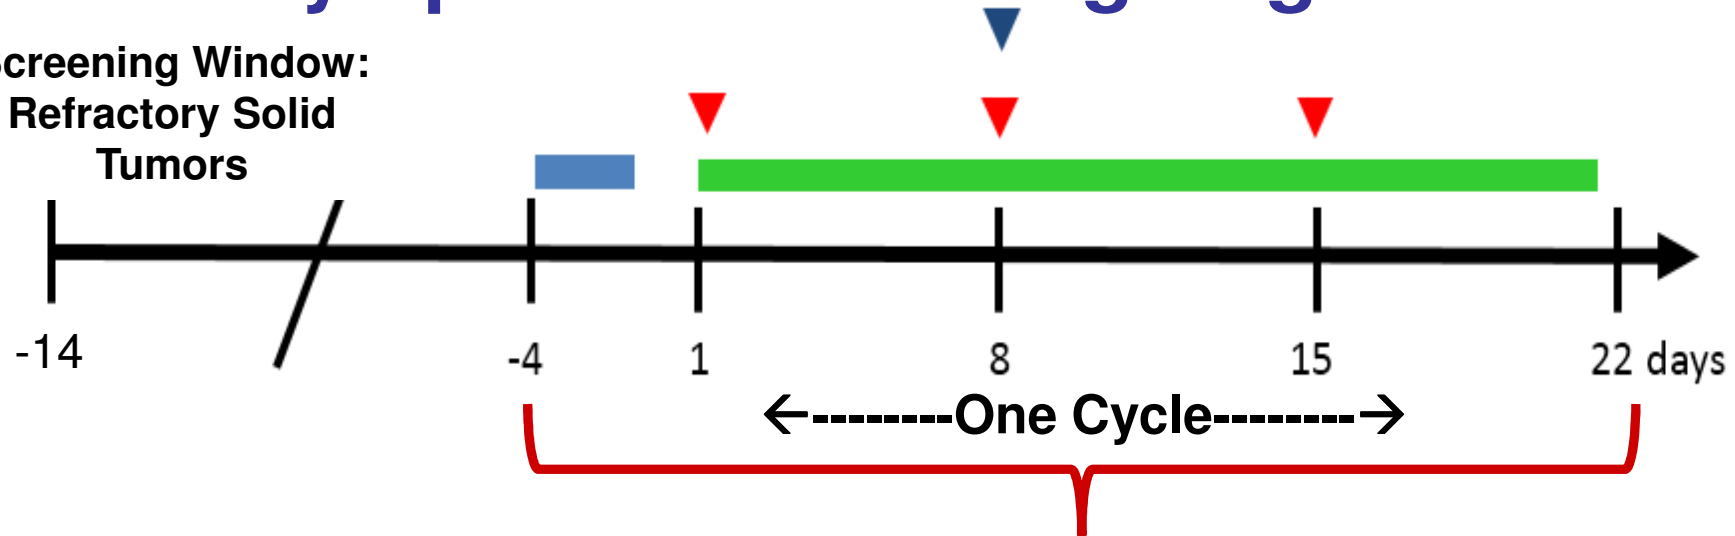 creening Window:
Refractory Solid
Tumors
-14
-4
1
8
15
22 days
←--------One Cycle--------→